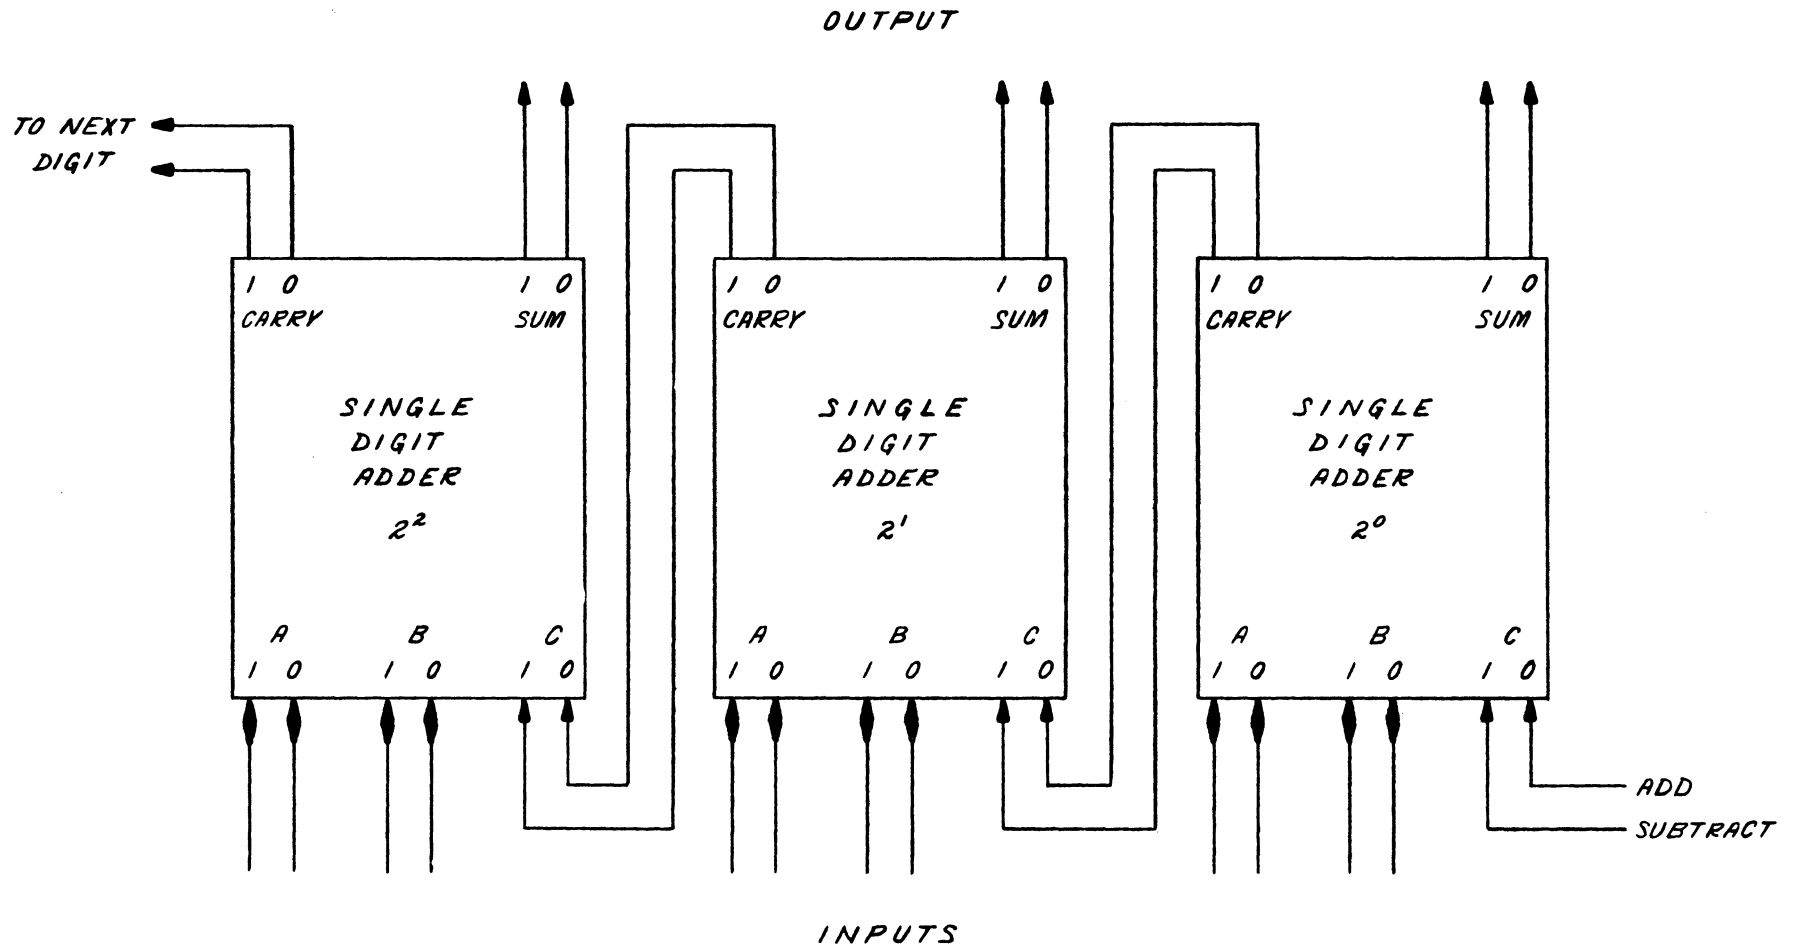 OUTPUT
TO NEXT
DIGIT
1 0 1 0 1 0 1 0 1 0 1 0
CARRY SUM CARRY SUM CARRY SUM
SINGLE SINGLE SINGLE
DIGIT DIGIT DIGIT
ADDER ADDER ADDER
2² 2¹ 2⁰
A B C A B C A B C
1 0 1 0 1 0 1 0 1 0 1 0 1 0 1 0 1 0
ADD
SUBTRACT
INPUTS